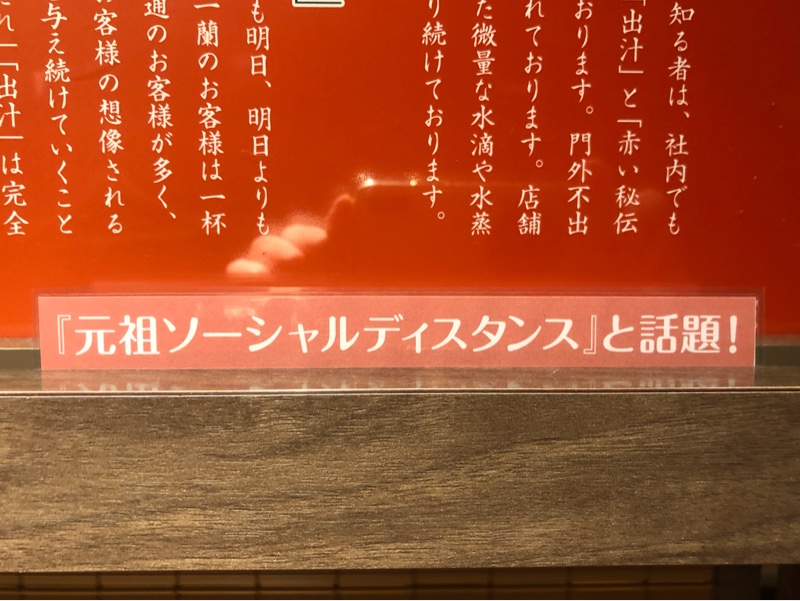 知る者は、社内でも
「出汁」と「赤い秘伝
おります。門外不出
れております。店舗
た微量な水滴や水蒸
り続けております。
も明日、明日よりも
一蘭のお客様は一杯
通のお客様が多く、
お客様の想像される
与え続けていくこと
れ」「出汁」は完全
『元祖ソーシャルディスタンス』と話題!